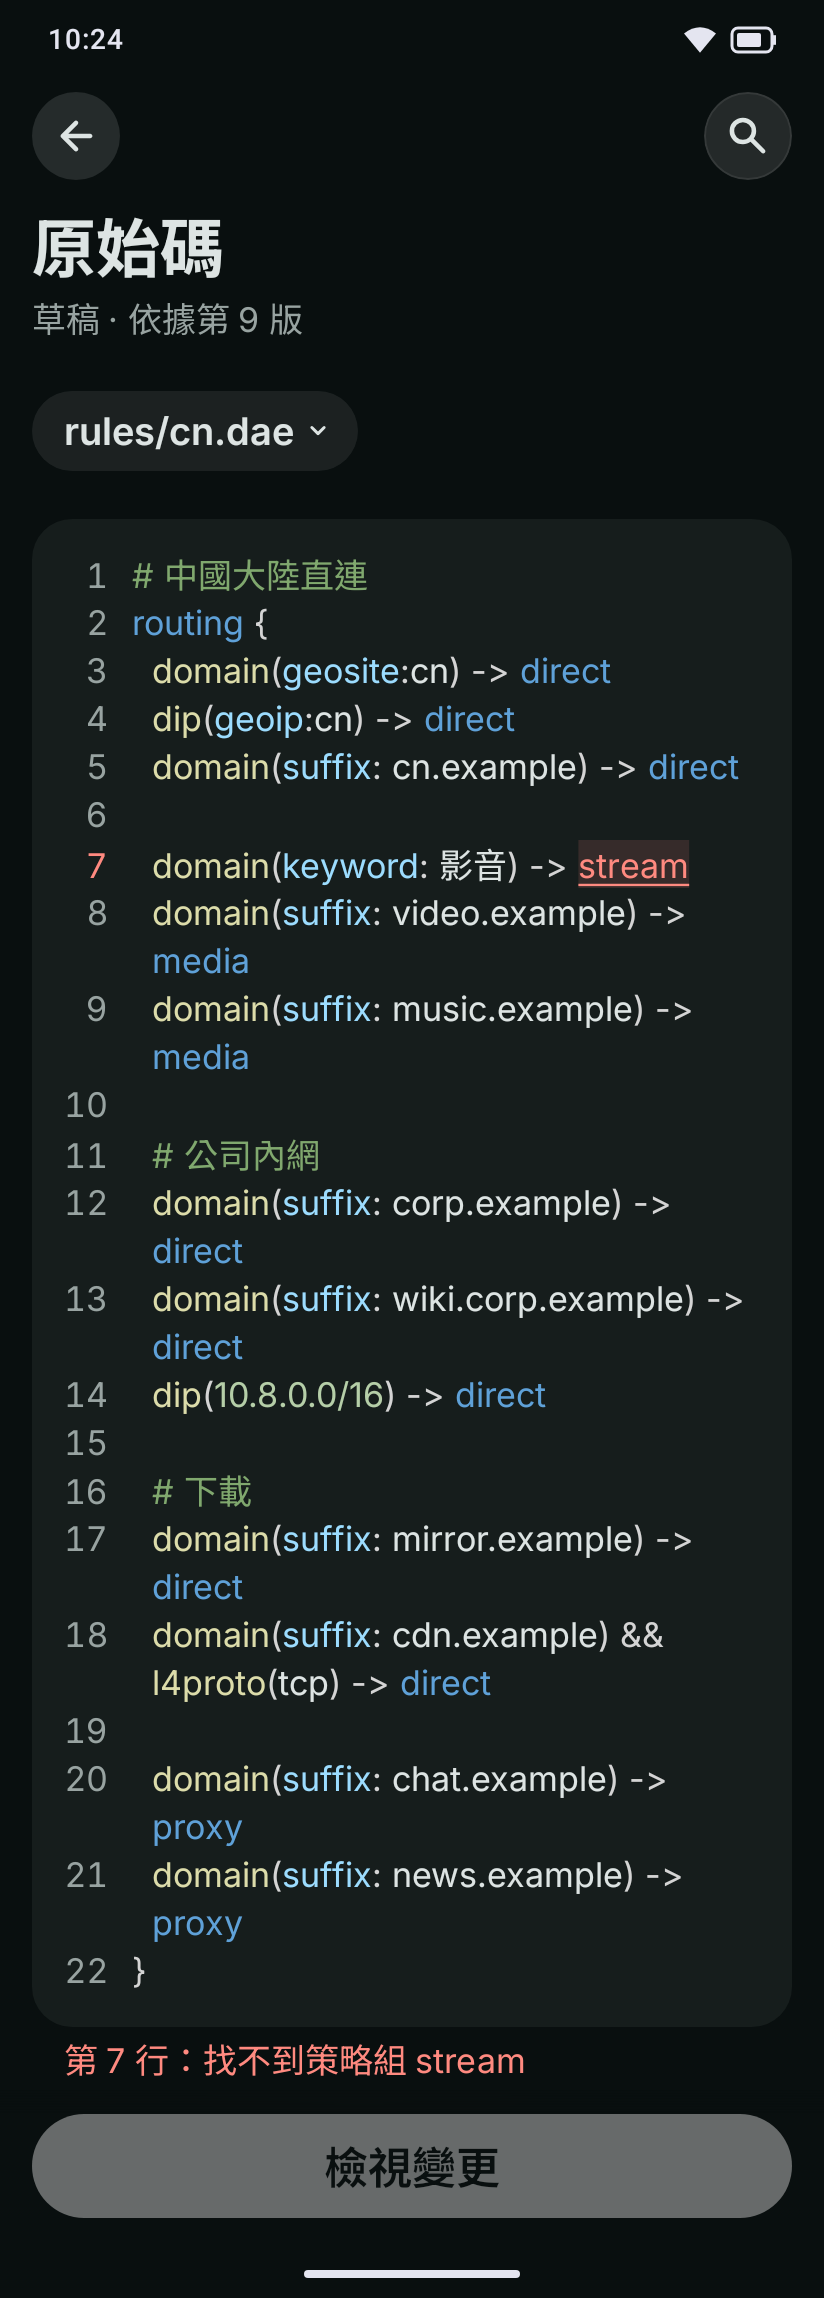 10:24
原始碼
草稿 · 依據第 9 版
rules/cn.dae
1 # 中國大陸直連
2 routing {
3 domain(geosite:cn) -> direct
4 dip(geoip:cn) -> direct
5 domain(suffix: cn.example) -> direct
6
7 domain(keyword: 影音) -> stream
8 domain(suffix: video.example) ->
media
9 domain(suffix: music.example) ->
media
10
11 # 公司內網
12 domain(suffix: corp.example) ->
direct
13 domain(suffix: wiki.corp.example) ->
direct
14 dip(10.8.0.0/16) -> direct
15
16 # 下載
17 domain(suffix: mirror.example) ->
direct
18 domain(suffix: cdn.example) &&
l4proto(tcp) -> direct
19
20 domain(suffix: chat.example) ->
proxy
21 domain(suffix: news.example) ->
proxy
22 }
第 7 行：找不到策略組 stream
檢視變更